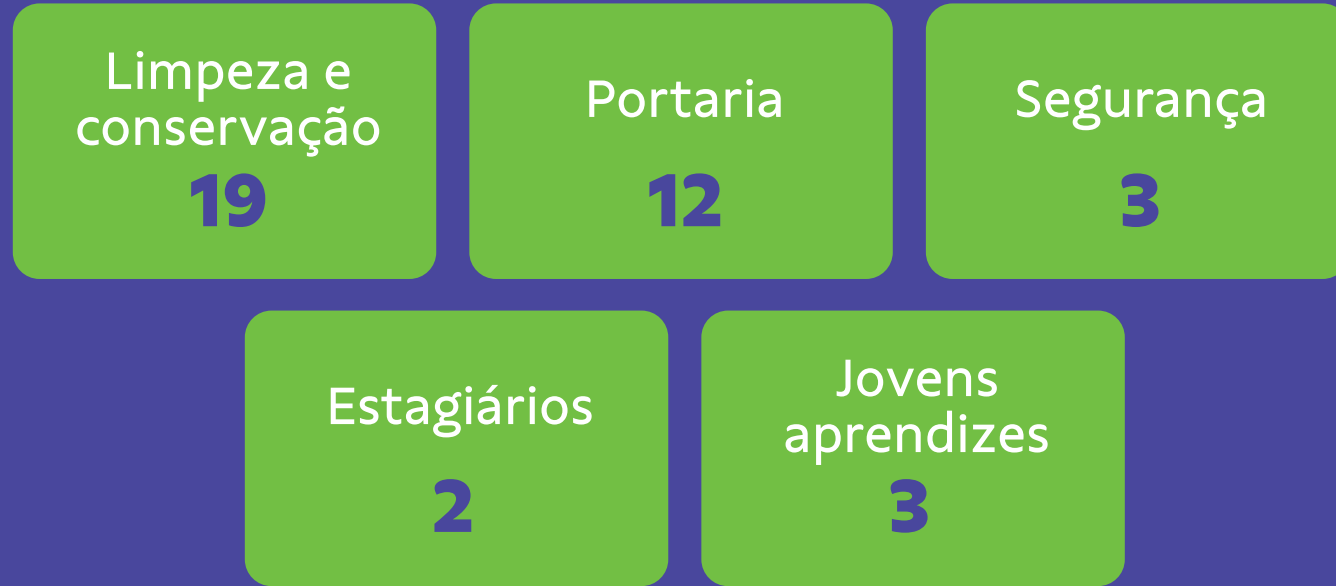 Limpeza e
conservação
19
Portaria
12
Segurança
3
Estagiários
2
Jovens
aprendizes
3